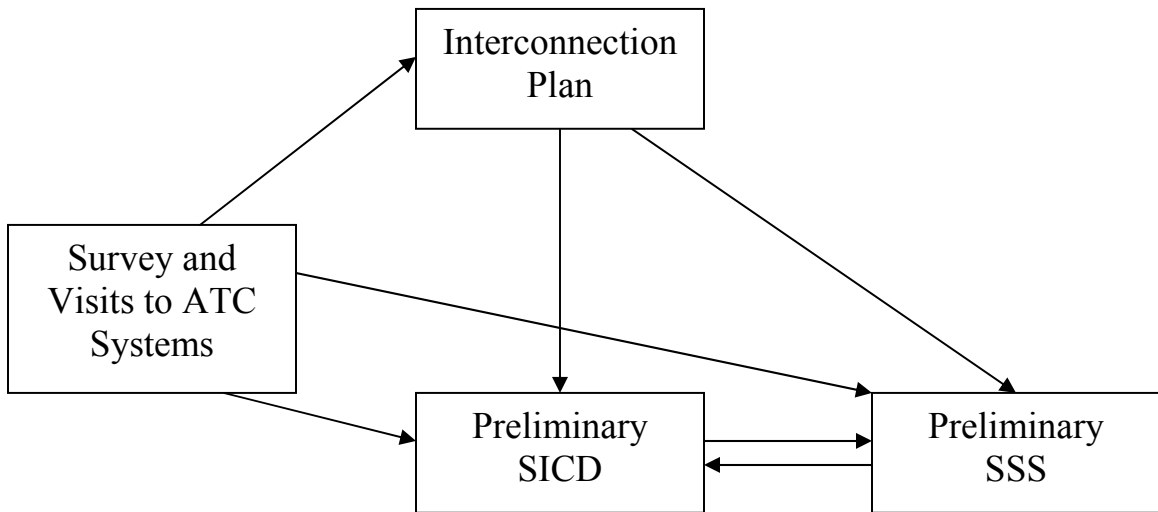 Interconnection
Plan
Survey and
Visits to ATC
Systems
Preliminary
SICD
Preliminary
SSS